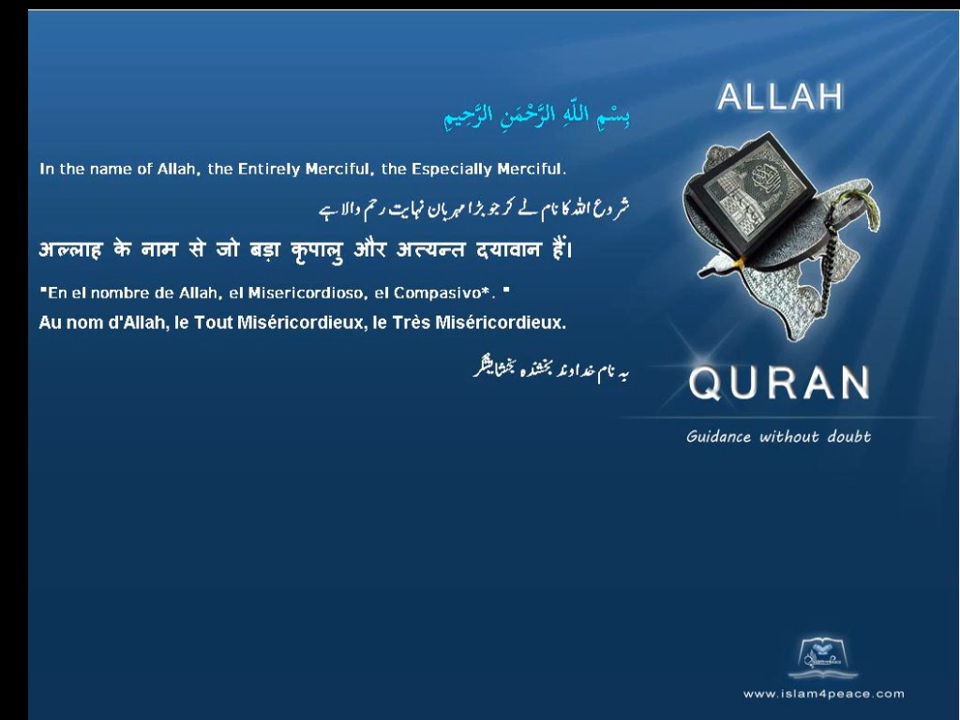 بِسْمِ اللّهِ الرَّحْمَنِ الرَّحِيمِ
In the name of Allah, the Entirely Merciful, the Especially Merciful.
شروع اللہ کا نام لے کر جو بڑا مہربان نہایت رحم والا ہے
अल्लाह के नाम से जो बड़ा कृपालु और अत्यन्त दयावान हैं।
"En el nombre de Allah, el Misericordioso, el Compasivo*. "
Au nom d'Allah, le Tout Miséricordieux, le Très Miséricordieux.
به نام خداوند بخشنده بخشایشگر
ALLAH
QURAN
Guidance without doubt
www.islam4peace.com